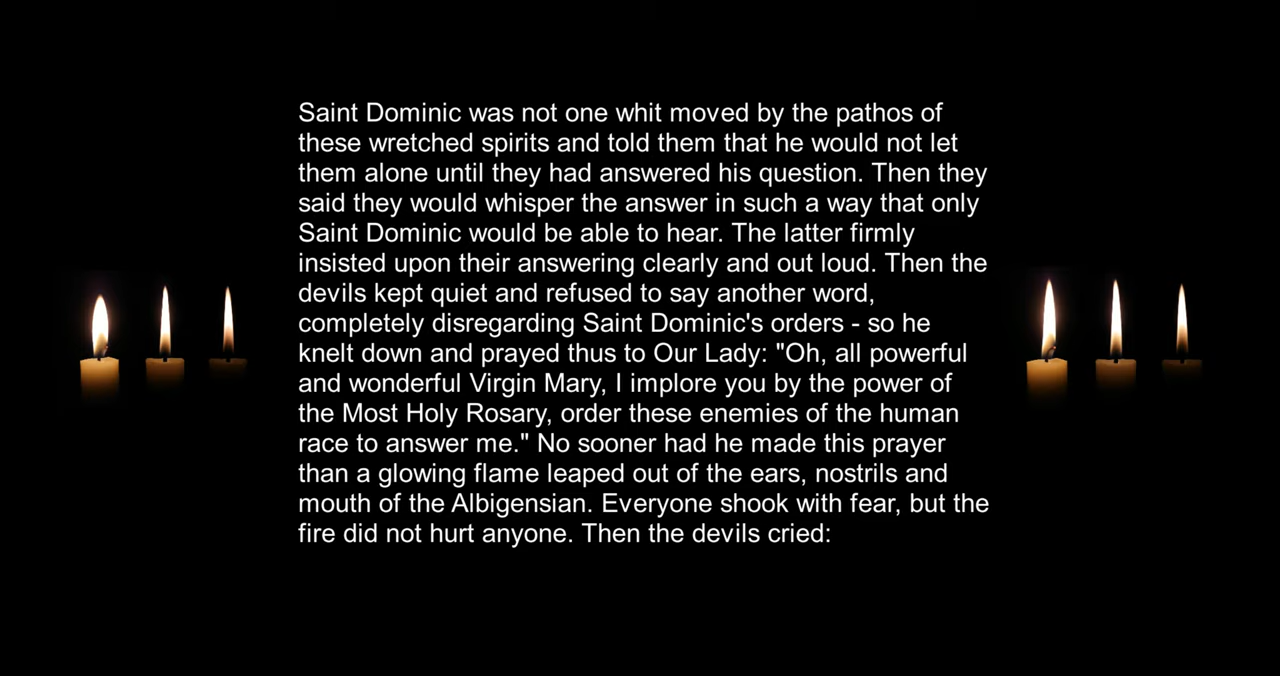 Saint Dominic was not one whit moved by the pathos of
these wretched spirits and told them that he would not let
them alone until they had answered his question. Then they
said they would whisper the answer in such a way that only
Saint Dominic would be able to hear. The latter firmly
insisted upon their answering clearly and out loud. Then the
devils kept quiet and refused to say another word,
completely disregarding Saint Dominic's orders - so he
knelt down and prayed thus to Our Lady: "Oh, all powerful
and wonderful Virgin Mary, I implore you by the power of
the Most Holy Rosary, order these enemies of the human
race to answer me." No sooner had he made this prayer
than a glowing flame leaped out of the ears, nostrils and
mouth of the Albigensian. Everyone shook with fear, but the
fire did not hurt anyone. Then the devils cried: